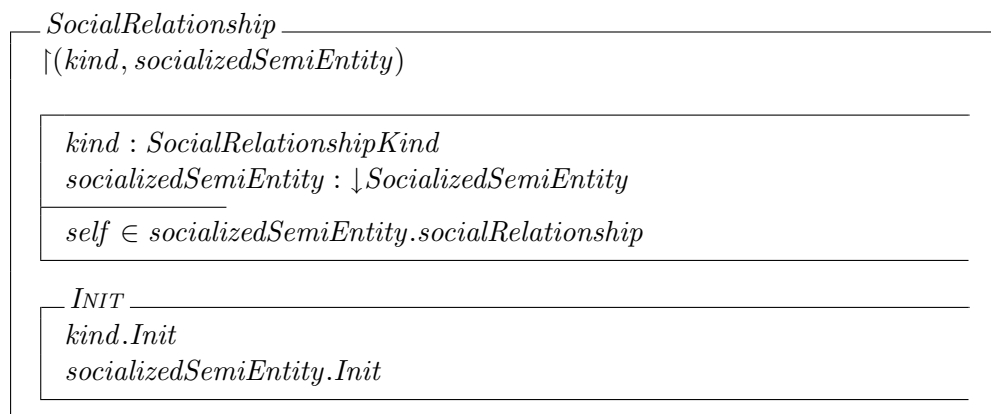 SocialRelationship
↾(kind, socializedSemiEntity)
kind : SocialRelationshipKind
socializedSemiEntity : ↓SocializedSemiEntity
self ∈ socializedSemiEntity.socialRelationship
INIT
kind.Init
socializedSemiEntity.Init